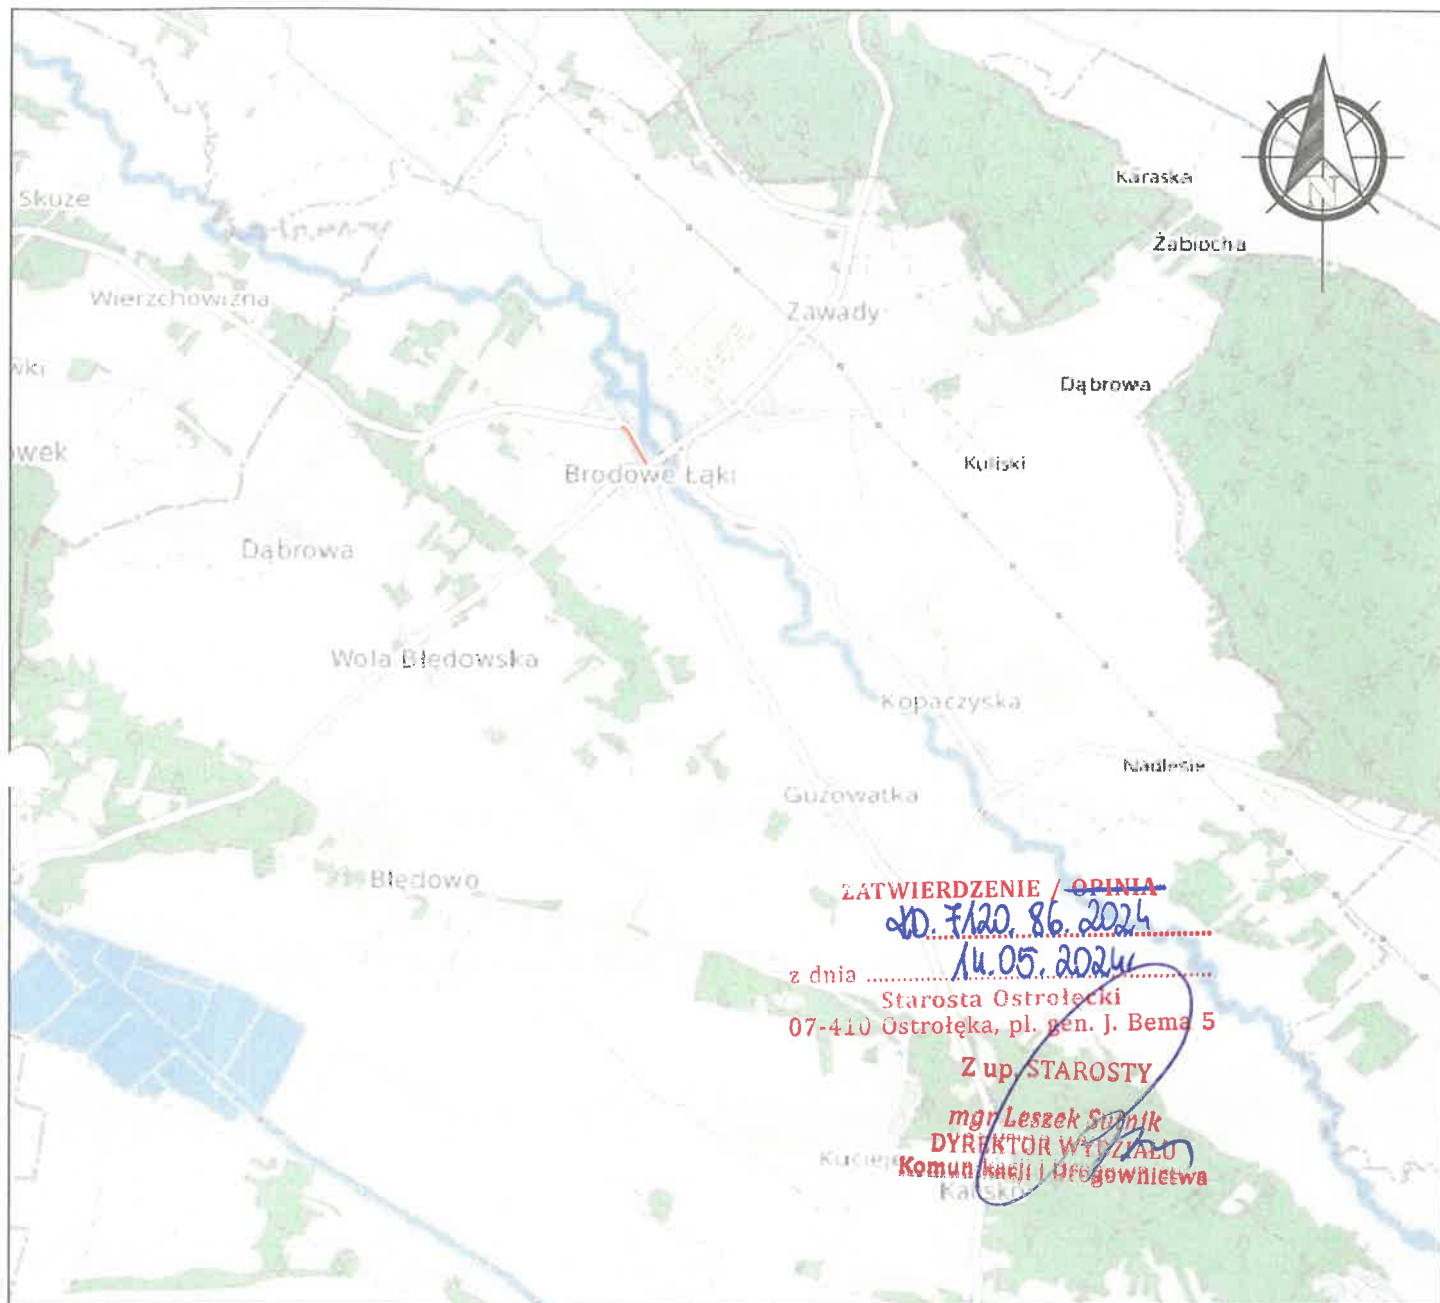 Karaska
N
Skuze
Żabiocha
Wierzchowizna
Zawady
wki
Dąbrowa
owek
Kuliski
Brodowe Łąki
Dąbrowa
Wola Błędowska
Kopaczyska
Nadlesie
Guzowatka
Błędowo
ZATWIERDZENIE / OPINIA
7120. 86. 2024
z dnia 14.05.2024
Starosta Ostrołęcki
07-410 Ostrołęka, pl. gen. J. Bema 5
Z up. STAROSTY
mgr Leszek
DYREKTOR WYDZIAŁU
Komunikacji i Drogownictwa